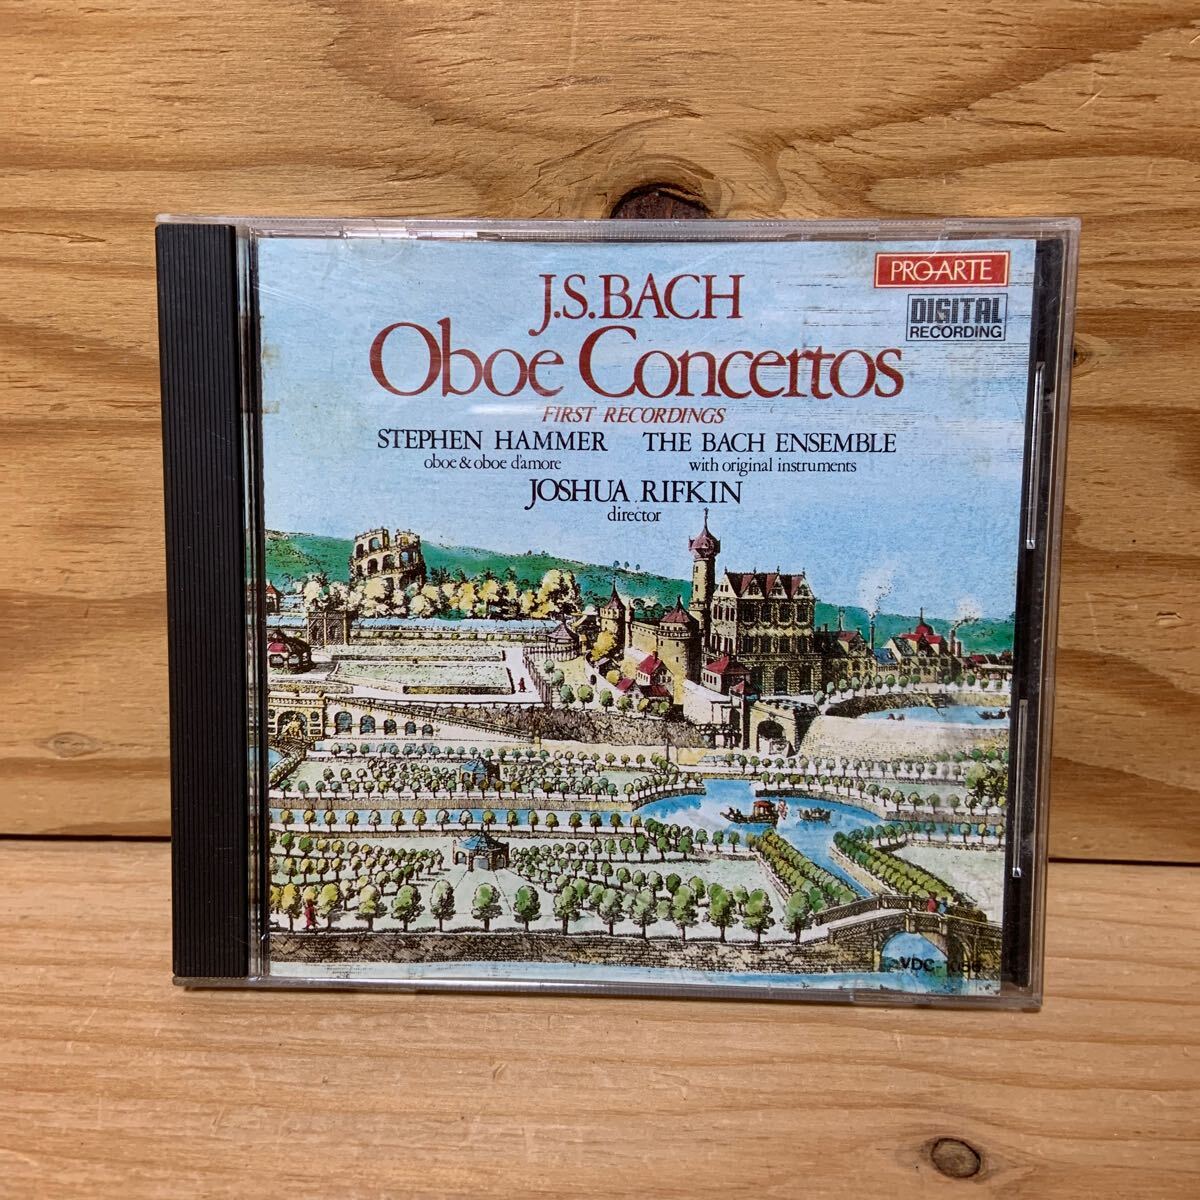 PRO-ARTE
DIGITAL
RECORDING
J.S.BACH
Oboe Concertos
FIRST RECORDINGS
STEPHEN HAMMER THE BACH ENSEMBLE
oboe & oboe d'amore with original instruments
JOSHUA RIFKIN
director